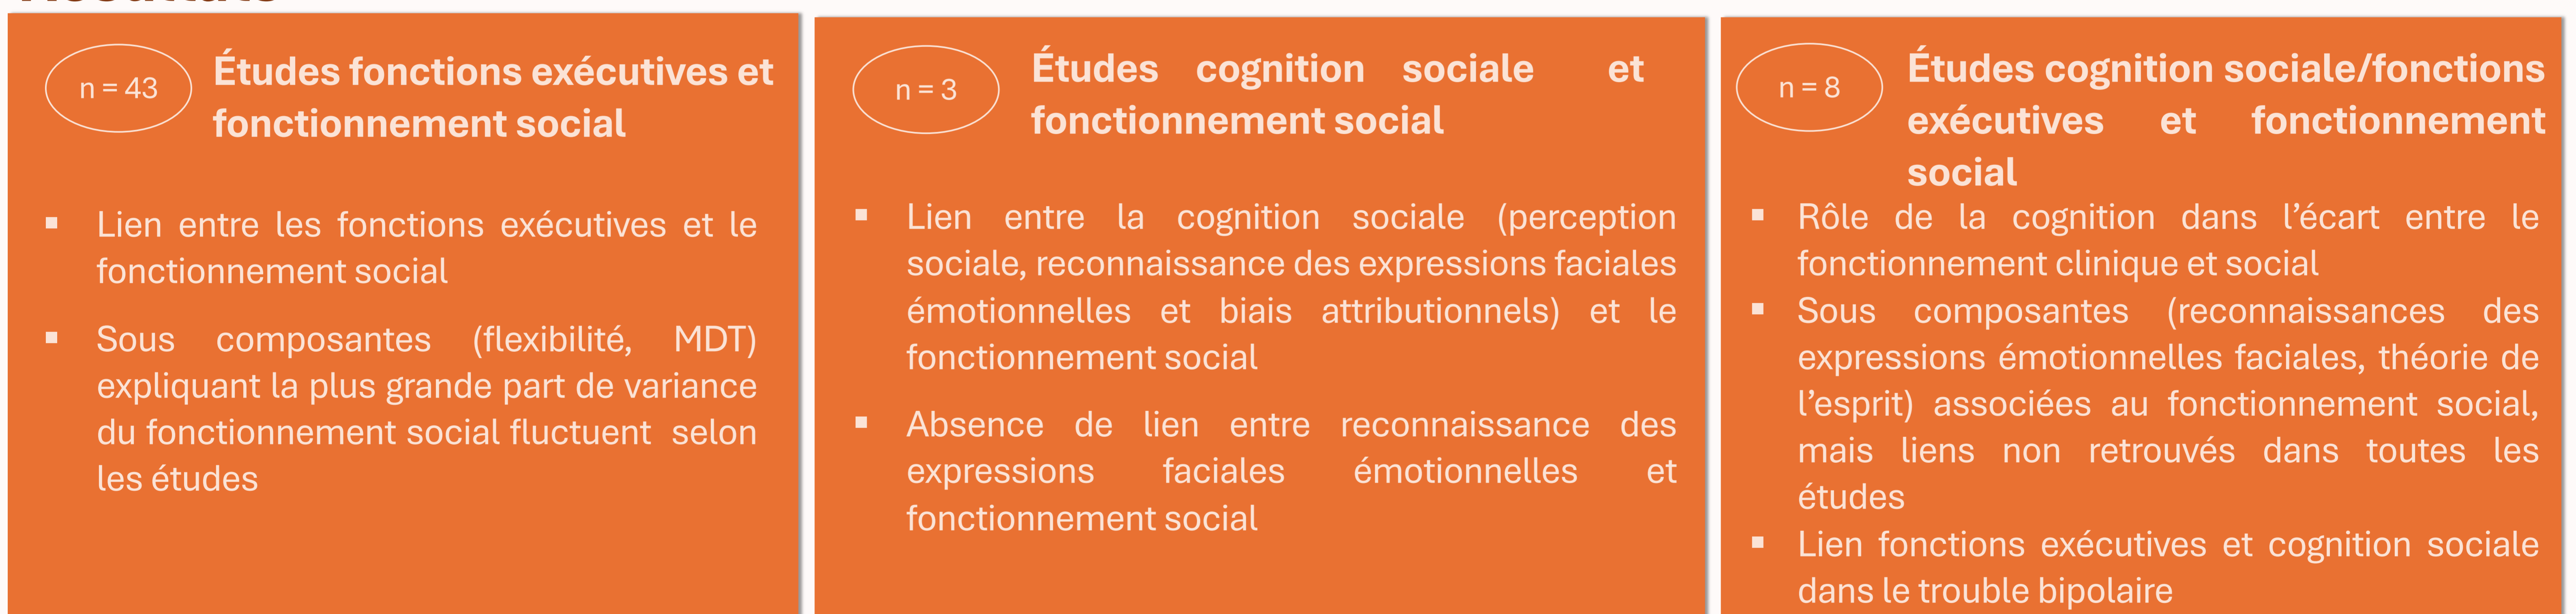 n = 43
Études fonctions exécutives et
fonctionnement social
▪ Lien entre les fonctions exécutives et le
fonctionnement social
▪ Sous composantes (flexibilité, MDT)
expliquant la plus grande part de variance
du fonctionnement social fluctuent selon
les études
n = 3
Études cognition sociale et
fonctionnement social
▪ Lien entre la cognition sociale (perception
sociale, reconnaissance des expressions faciales
émotionnelles et biais attributionnels) et le
fonctionnement social
▪ Absence de lien entre reconnaissance des
expressions faciales émotionnelles et
fonctionnement social
n = 8
Études cognition sociale/fonctions
exécutives et fonctionnement
social
▪ Rôle de la cognition dans l’écart entre le
fonctionnement clinique et social
▪ Sous composantes (reconnaissances des
expressions émotionnelles faciales, théorie de
l’esprit) associées au fonctionnement social,
mais liens non retrouvés dans toutes les
études
▪ Lien fonctions exécutives et cognition sociale
dans le trouble bipolaire